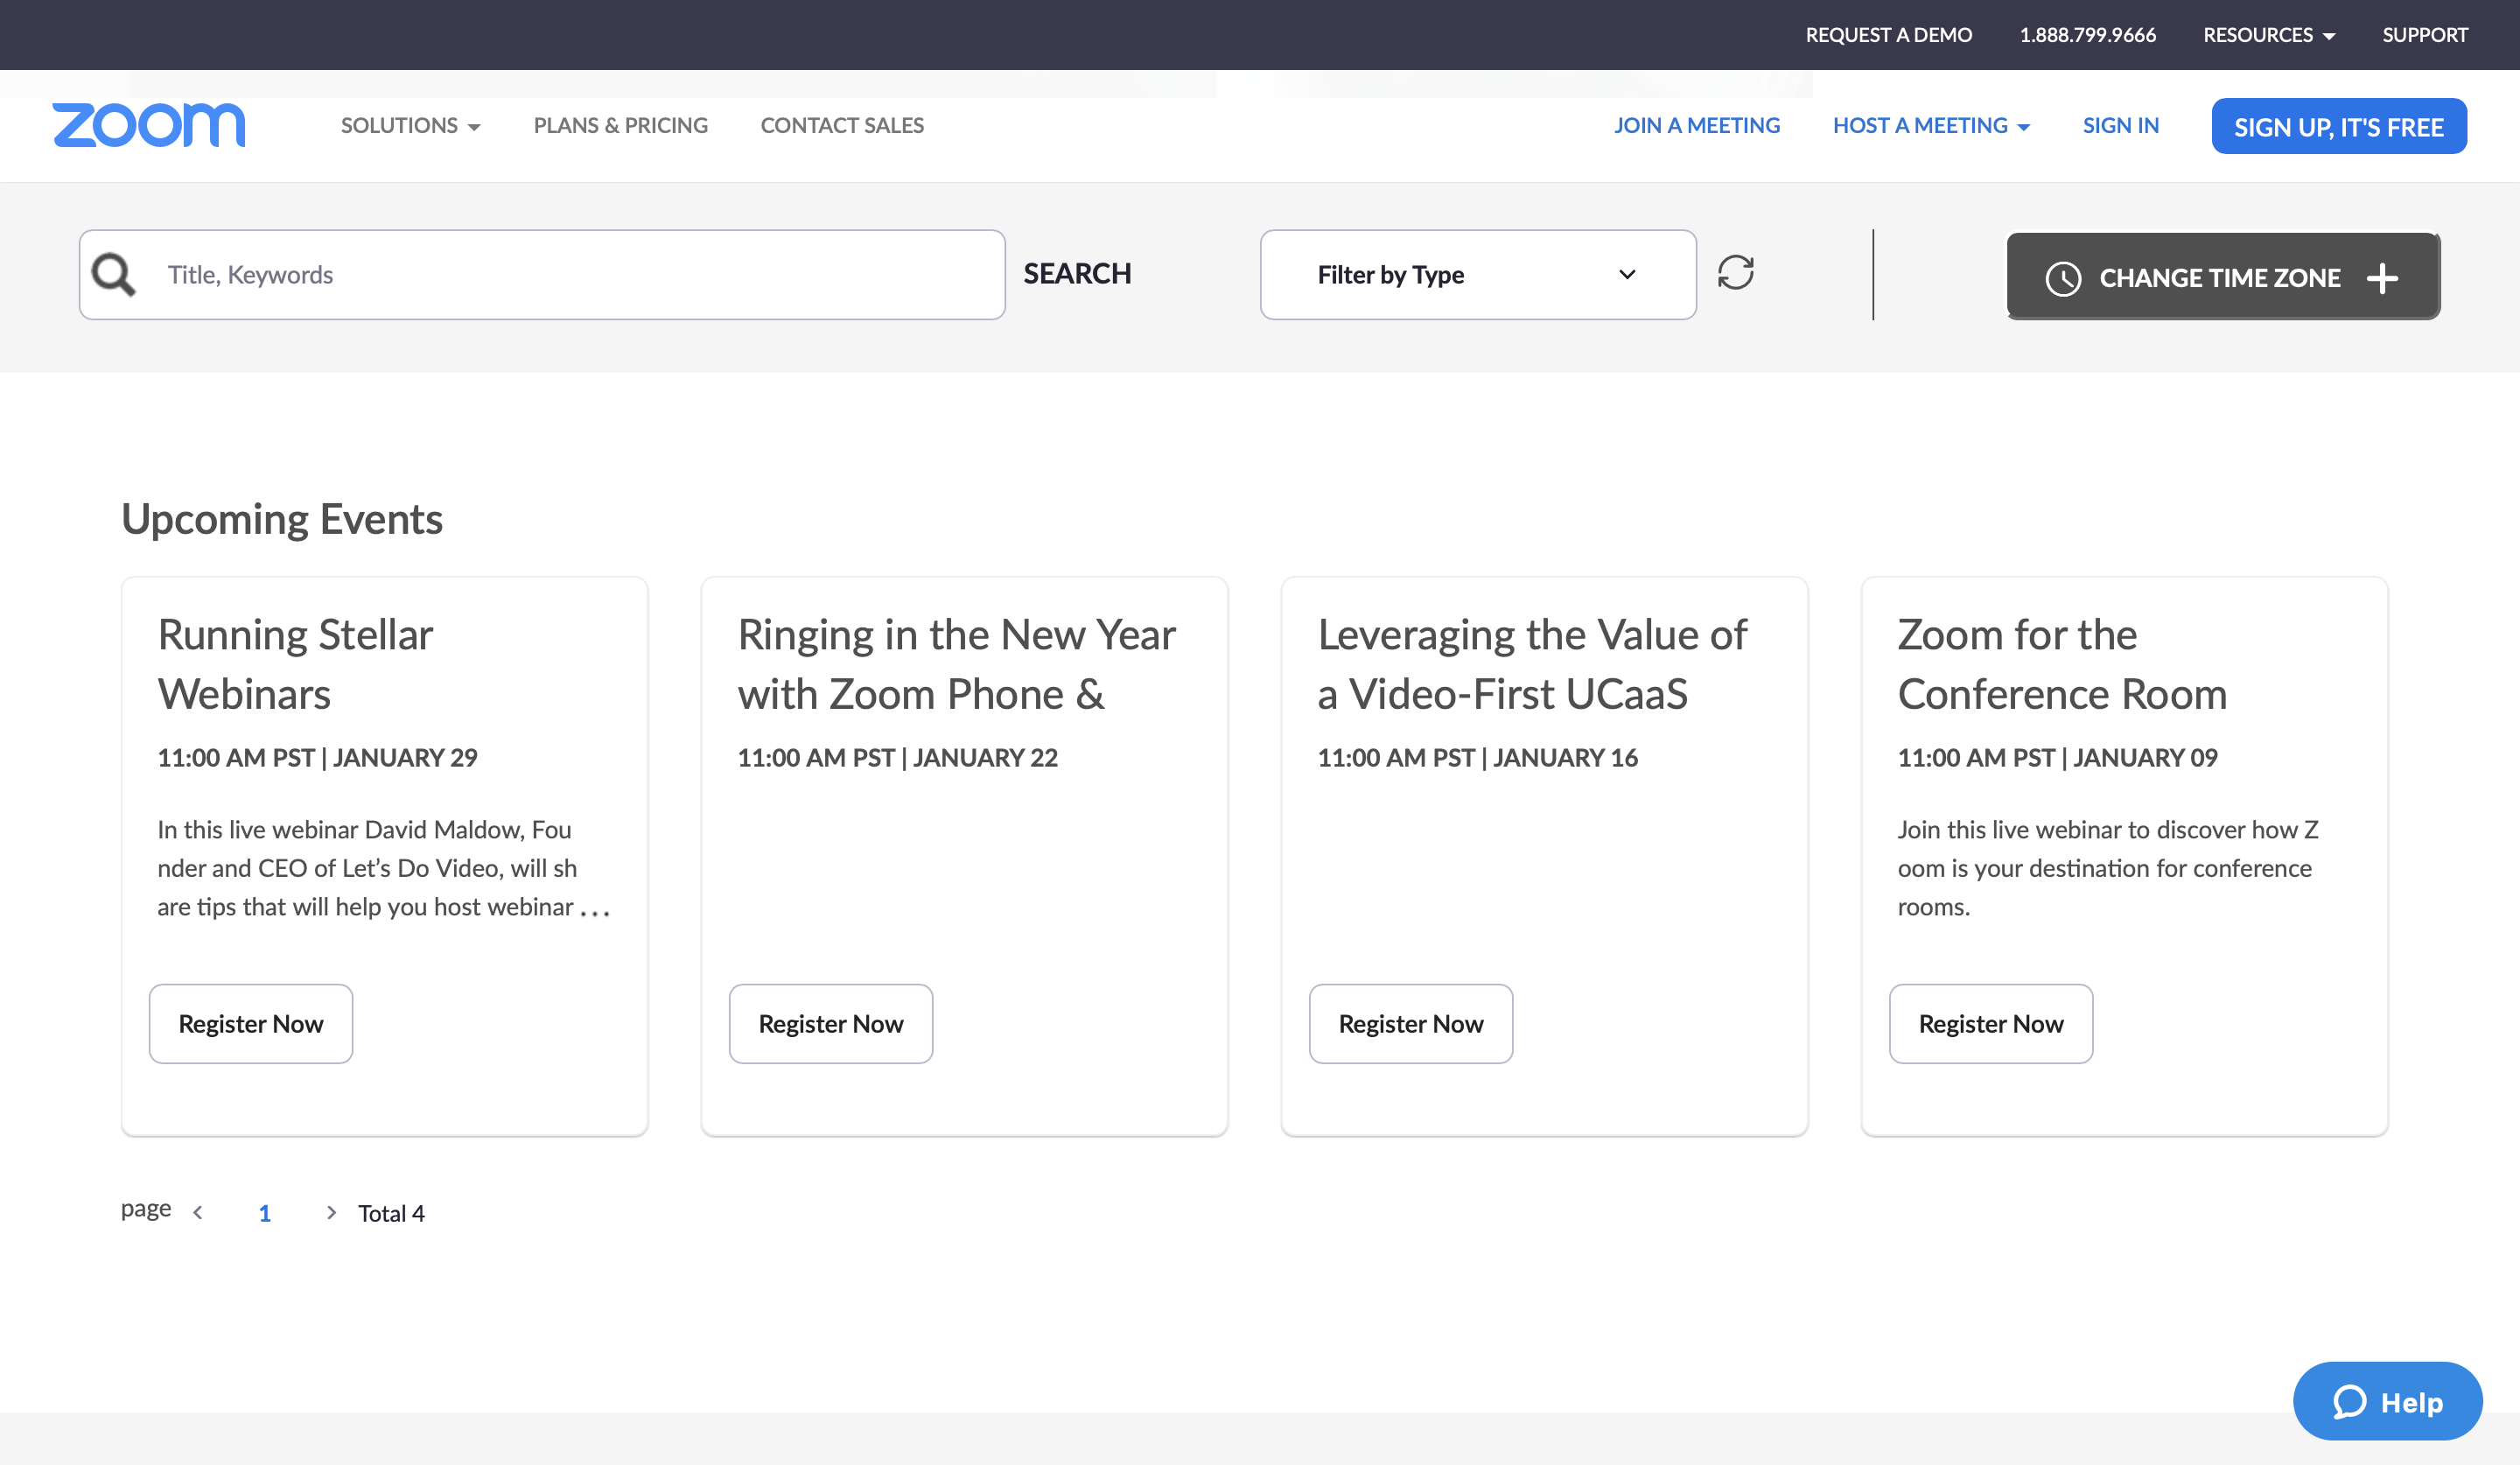 REQUEST A DEMO 1.888.799.9666 RESOURCES SUPPORT
zoom SOLUTIONS PLANS & PRICING CONTACT SALES JOIN A MEETING HOST A MEETING SIGN IN SIGN UP, IT'S FREE
Title, Keywords SEARCH Filter by Type CHANGE TIME ZONE
Upcoming Events
Running Stellar
Webinars
11:00 AM PST | JANUARY 29
In this live webinar David Maldow, Fou
nder and CEO of Let’s Do Video, will sh
are tips that will help you host webinar ...
Register Now
Ringing in the New Year
with Zoom Phone &
11:00 AM PST | JANUARY 22
Register Now
Leveraging the Value of
a Video-First UCaaS
11:00 AM PST | JANUARY 16
Register Now
Zoom for the
Conference Room
11:00 AM PST | JANUARY 09
Join this live webinar to discover how Z
oom is your destination for conference
rooms.
Register Now
page < 1 > Total 4
Help